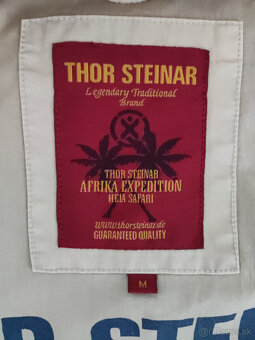 THOR STEINAR
Legendary Traditional
Brand
THOR STEINAR
AFRIKA EXPEDITION
HEIA SAFARI
www.thorsteinar.de
GUARANTEED QUALITY
M